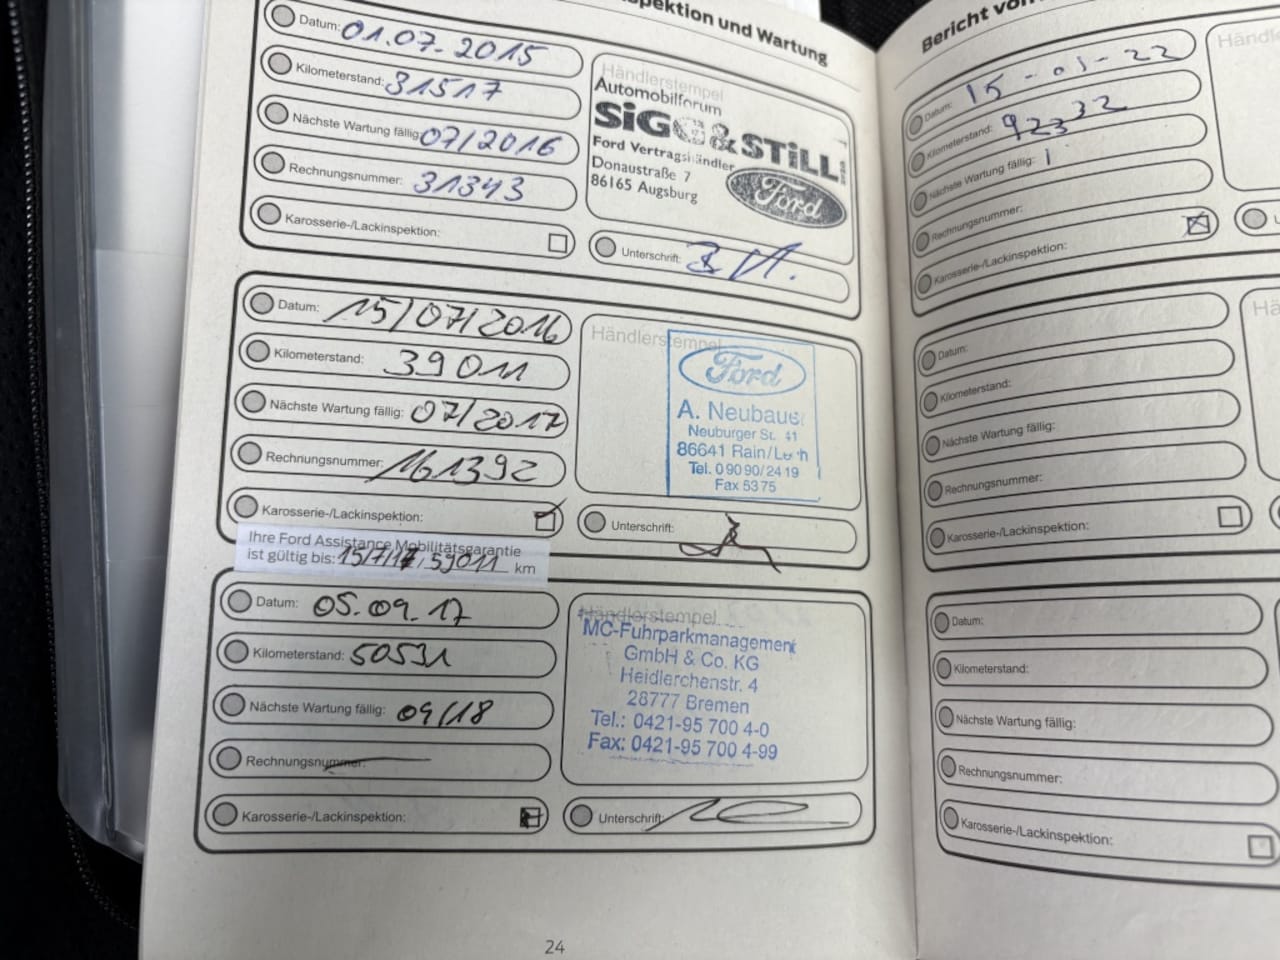 spektion und Wartung
Datum: 01.07.2015
Kilometerstand: 31517
Nächste Wartung fällig: 07/2016
Rechnungsnummer: 31343
Karosserie-/Lackinspektion:
Händlerstempel
Automobilforum
SiGG & STiLL
Ford Vertragshändler
Donaustraße 7
86165 Augsburg
Ford
Unterschrift:
Datum: 15/07/2016
Kilometerstand: 39011
Nächste Wartung fällig: 07/2017
Rechnungsnummer: 161392
Karosserie-/Lackinspektion:
Händlerstempel
Ford
A. Neubauer
Neuburger St. 41
86641 Rain/Lech
Tel. 09090/2419
Fax 5375
Unterschrift:
Ihre Ford Assistance Mobilitätsgarantie
ist gültig bis: 15/7/17, 59011 km
Datum: 05.09.17
Kilometerstand: 50531
Nächste Wartung fällig: 09/18
Rechnungsnummer:
Karosserie-/Lackinspektion:
Händlerstempel
MC-Fuhrparkmanagement
GmbH & Co. KG
Heidlerchenstr. 4
28777 Bremen
Tel.: 0421-95 700 4-0
Fax: 0421-95 700 4-99
Unterschrift:
24
Bericht von
Datum: 15-01-22
Kilometerstand: 92332
Nächste Wartung fällig:
Rechnungsnummer:
Karosserie-/Lackinspektion:
Händl
Datum:
Kilometerstand:
Nächste Wartung fällig:
Rechnungsnummer:
Karosserie-/Lackinspektion:
Hä
Datum:
Kilometerstand:
Nächste Wartung fällig:
Rechnungsnummer:
Karosserie-/Lackinspektion: